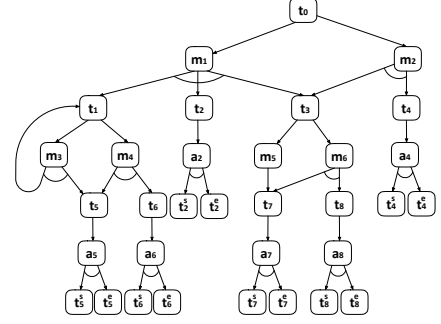 t₀
m₁ m₂
t₁ t₂ t₃ t₄
m₃ m₄ a₂ m₅ m₆ a₄
t₂ˢ t₂ᵉ t₄ˢ t₄ᵉ
t₅ t₆ t₇ t₈
a₅ a₆ a₇ a₈
t₅ˢ t₅ᵉ t₆ˢ t₆ᵉ t₇ˢ t₇ᵉ t₈ˢ t₈ᵉ